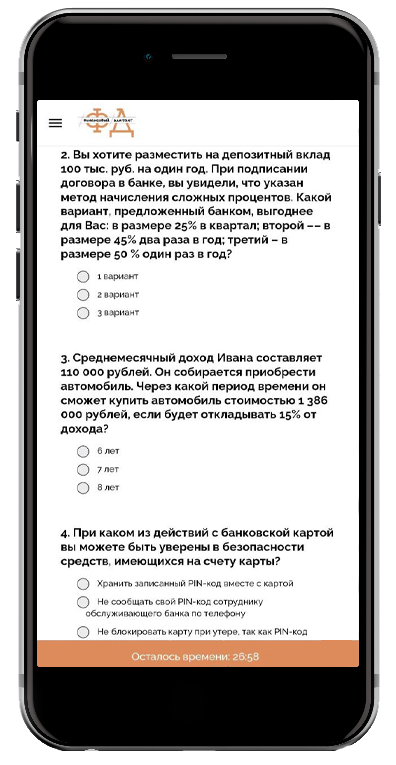 ФИНАНСОВЫЙ ДИКТАНТ
ФД
2. Вы хотите разместить на депозитный вклад
100 тыс. руб. на один год. При подписании
договора в банке, вы увидели, что указан
метод начисления сложных процентов. Какой
вариант, предложенный банком, выгоднее
для Вас: в размере 25% в квартал; второй –– в
размере 45% два раза в год; третий – в
размере 50 % один раз в год?
1 вариант
2 вариант
3 вариант
3. Среднемесячный доход Ивана составляет
110 000 рублей. Он собирается приобрести
автомобиль. Через какой период времени он
сможет купить автомобиль стоимостью 1 386
000 рублей, если будет откладывать 15% от
дохода?
6 лет
7 лет
8 лет
4. При каком из действий с банковской картой
вы можете быть уверены в безопасности
средств, имеющихся на счету карты?
Хранить записанный PIN-код вместе с картой
Не сообщать свой PIN-код сотруднику
обслуживающего банка по телефону
Не блокировать карту при утере, так как PIN-код
Осталось времени: 26:58